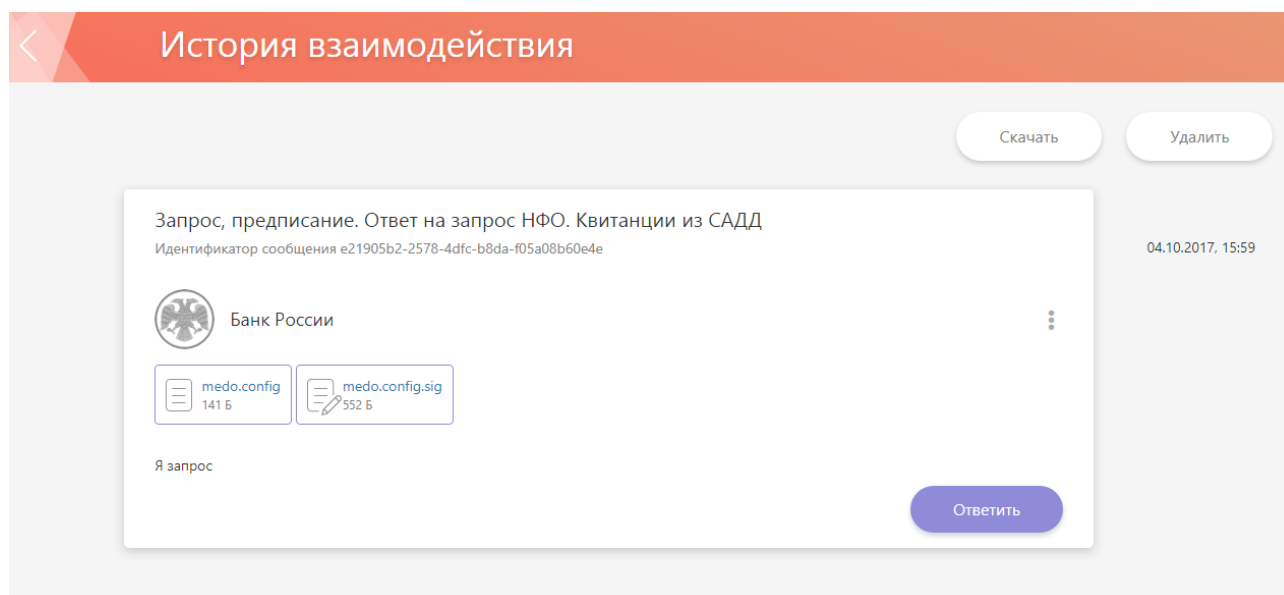 История взаимодействия
Скачать
Удалить
Запрос, предписание. Ответ на запрос НФО. Квитанции из САДД
Идентификатор сообщения e21905b2-2578-4dfc-b8da-f05a08b60e4e
04.10.2017, 15:59
Банк России
medo.config
141 Б
medo.config.sig
552 Б
Я запрос
Ответить